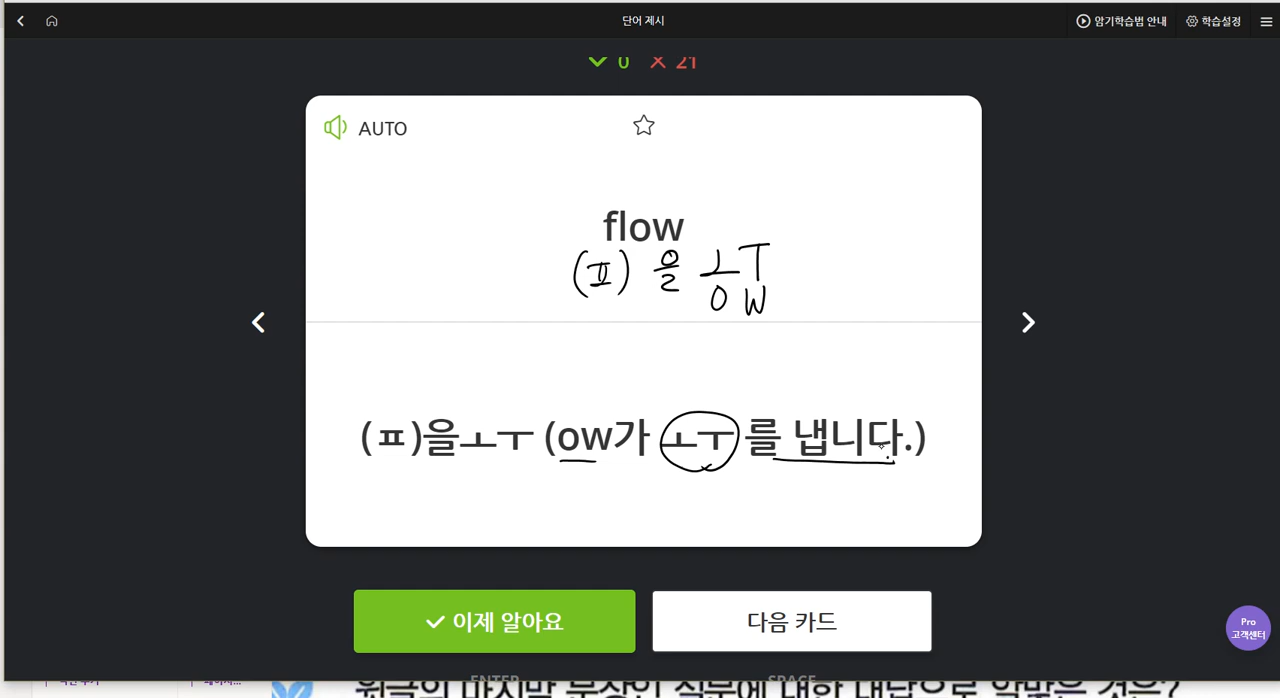 단어 제시
암기학습법 안내
학습설정
0 21
AUTO
flow
(ㅍ) 을 ㅗㅜ
O W
(ㅍ)을ㅗㅜ (ow가 ㅗㅜ를 냅니다.)
이제 알아요
다음 카드
Pro
고객센터
ENTER
SPACE